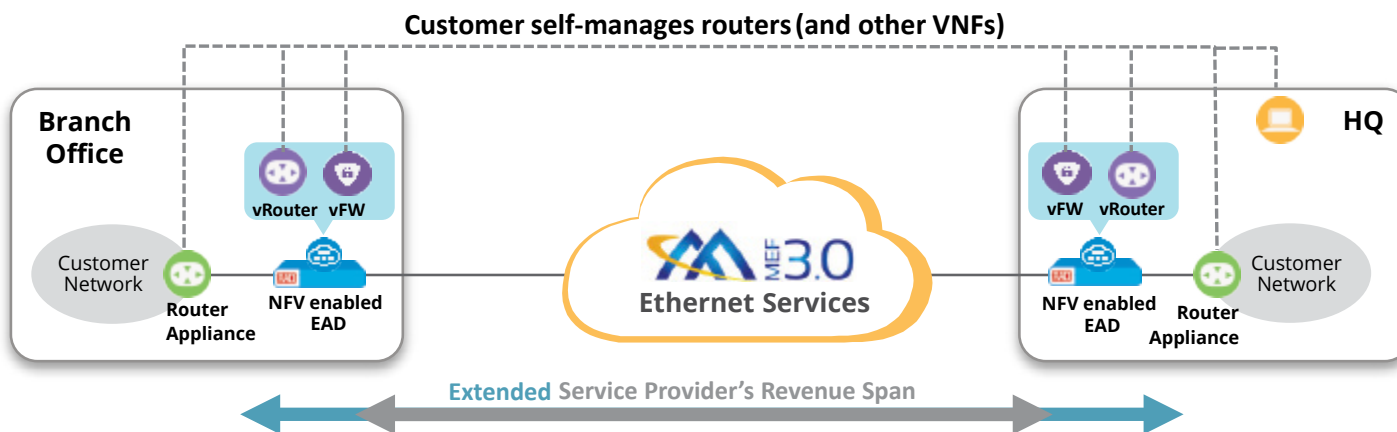 Customer self-manages routers (and other VNFs)
Branch
Office
HQ
vRouter vFW
vFW vRouter
Customer
Network
Router
Appliance
NFV enabled
EAD
MEF 3.0
Ethernet Services
NFV enabled
EAD
Router
Appliance
Customer
Network
Extended Service Provider's Revenue Span